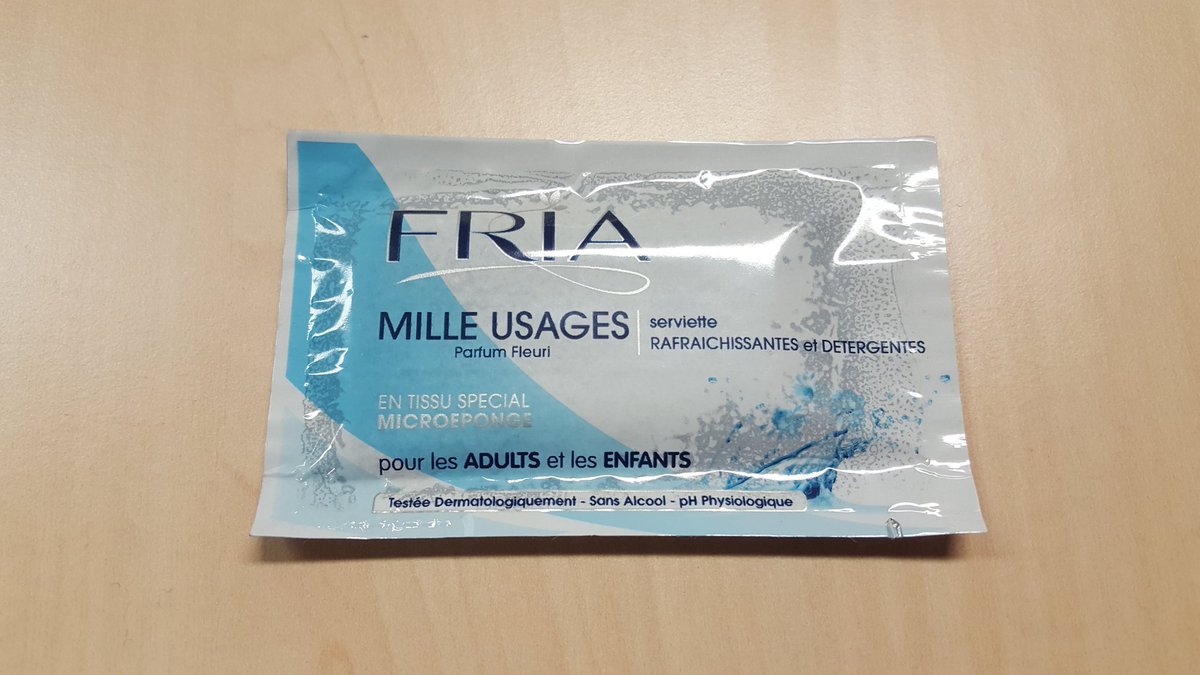 FRIA
MILLE USAGES
Parfum Fleuri
serviette
RAFRAICHISSANTES et DETERGENTES
EN TISSU SPECIAL
MICROEPONGE
pour les ADULTS et les ENFANTS
Testée Dermatologiquement - Sans Alcool - pH Physiologique